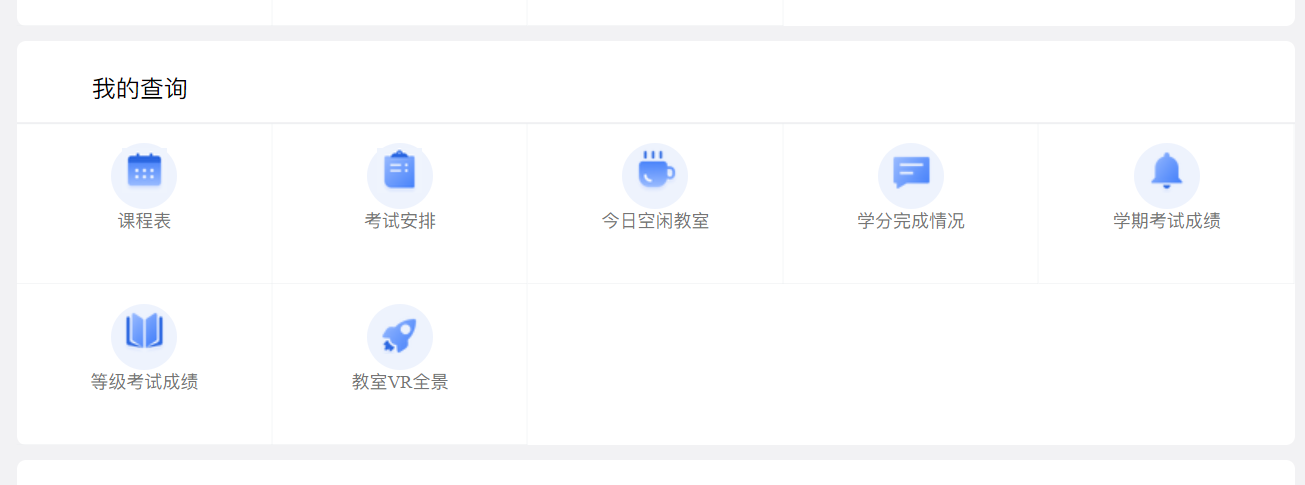 我的查询
课程表
考试安排
今日空闲教室
学分完成情况
学期考试成绩
等级考试成绩
教室VR全景